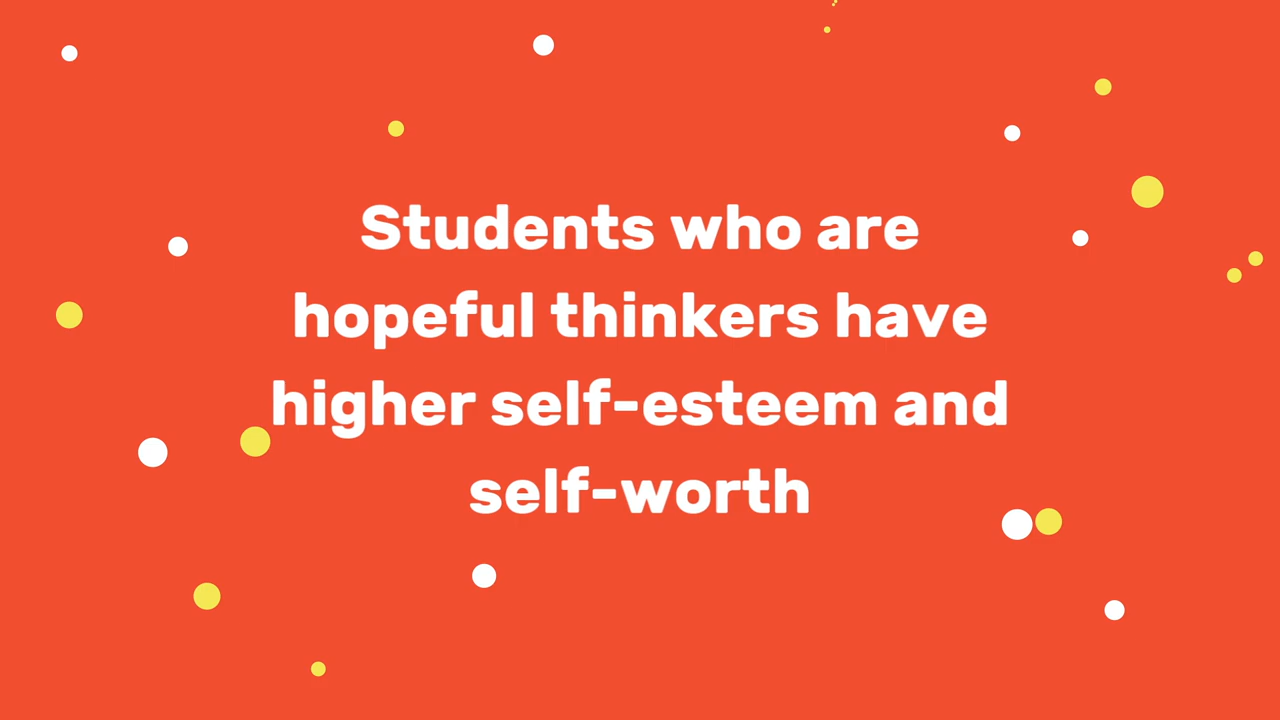 Students who are
hopeful thinkers have
higher self-esteem and
self-worth